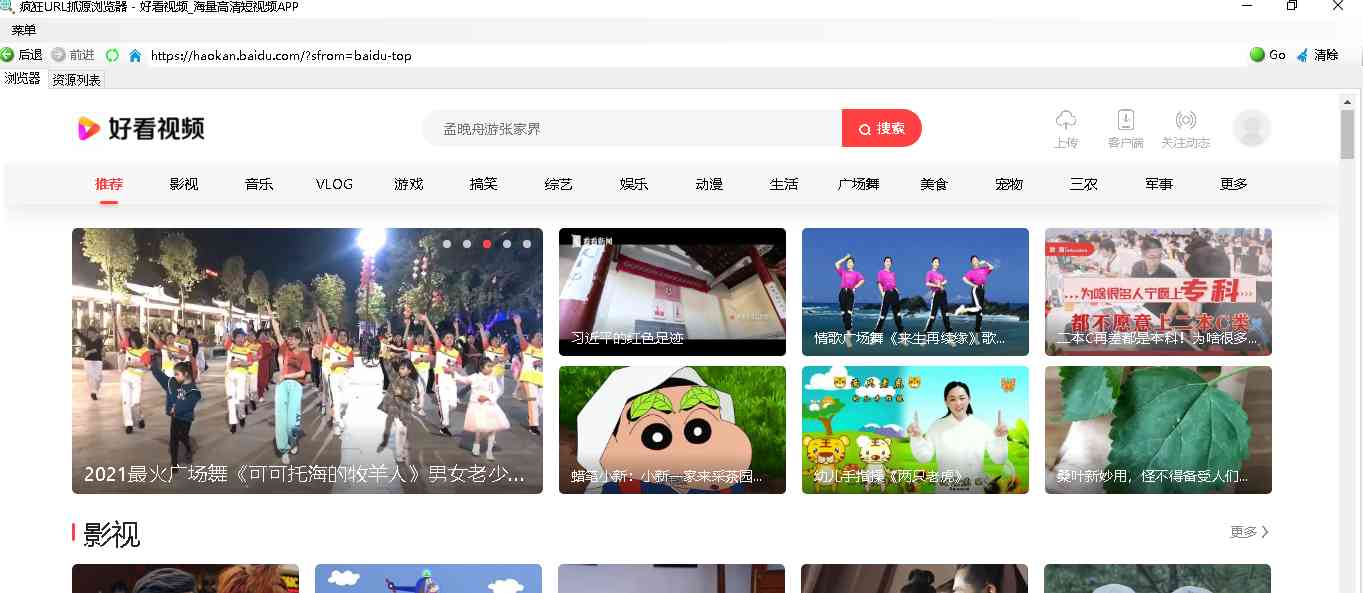 疯狂URL抓源浏览器 - 好看视频_海量高清短视频APP
菜单
后退 前进 https://haokan.baidu.com/?sfrom=baidu-top Go 清除
浏览器 资源列表
好看视频 孟晚舟游张家界 搜索 上传 客户端 关注动态
推荐 影视 音乐 VLOG 游戏 搞笑 综艺 娱乐 动漫 生活 广场舞 美食 宠物 三农 军事 更多
2021最火广场舞《可可托海的牧羊人》男女老少...
看看新闻
习近平的红色足迹
情歌广场舞《来生再续缘》歌...
...为啥很多人宁愿上专科...
都不愿意上二本C类
二本C再差都是本科！为啥很多...
蜡笔小新：小新一家来采茶园...
幼儿手指操《两只老虎》
桑叶新妙用，怪不得备受人们...
影视 更多